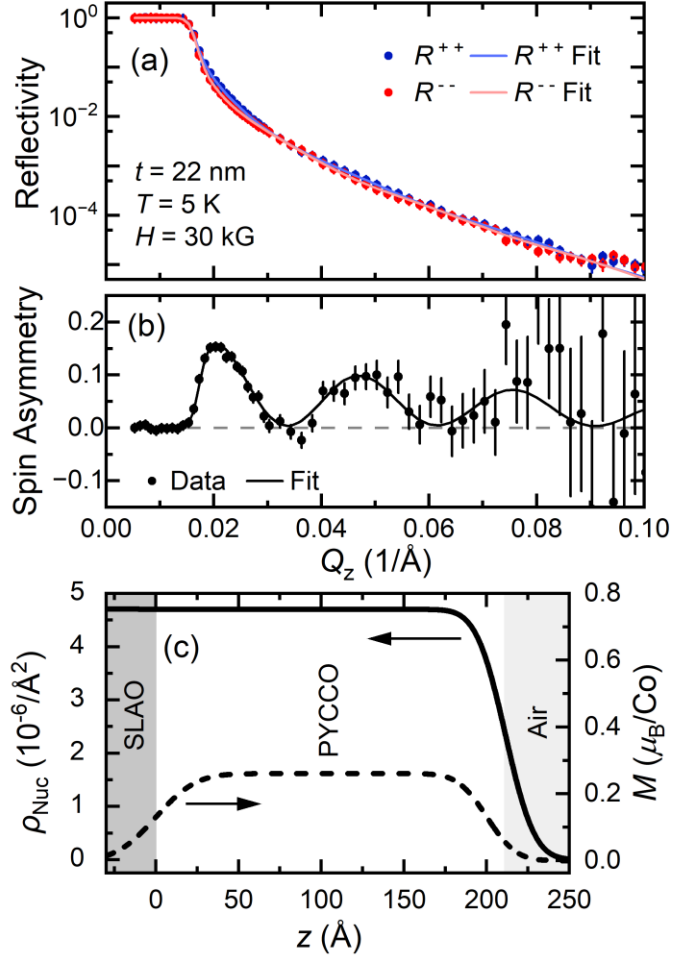 10⁰
10⁻²
10⁻⁴
Reflectivity
(a)
R⁺⁺ R⁺⁺ Fit
R⁻⁻ R⁻⁻ Fit
t = 22 nm
T = 5 K
H = 30 kG
0.2
0.1
0.0
−0.1
Spin Asymmetry
(b)
Data Fit
0.00 0.02 0.04 0.06 0.08 0.10
Q_z (1/Å)
5
4
3
2
1
0
ρ_Nuc (10⁻⁶/Å²)
(c)
SLAO
PYCCO
Air
0.8
0.6
0.4
0.2
0.0
M (μ_B/Co)
0 50 100 150 200 250
z (Å)